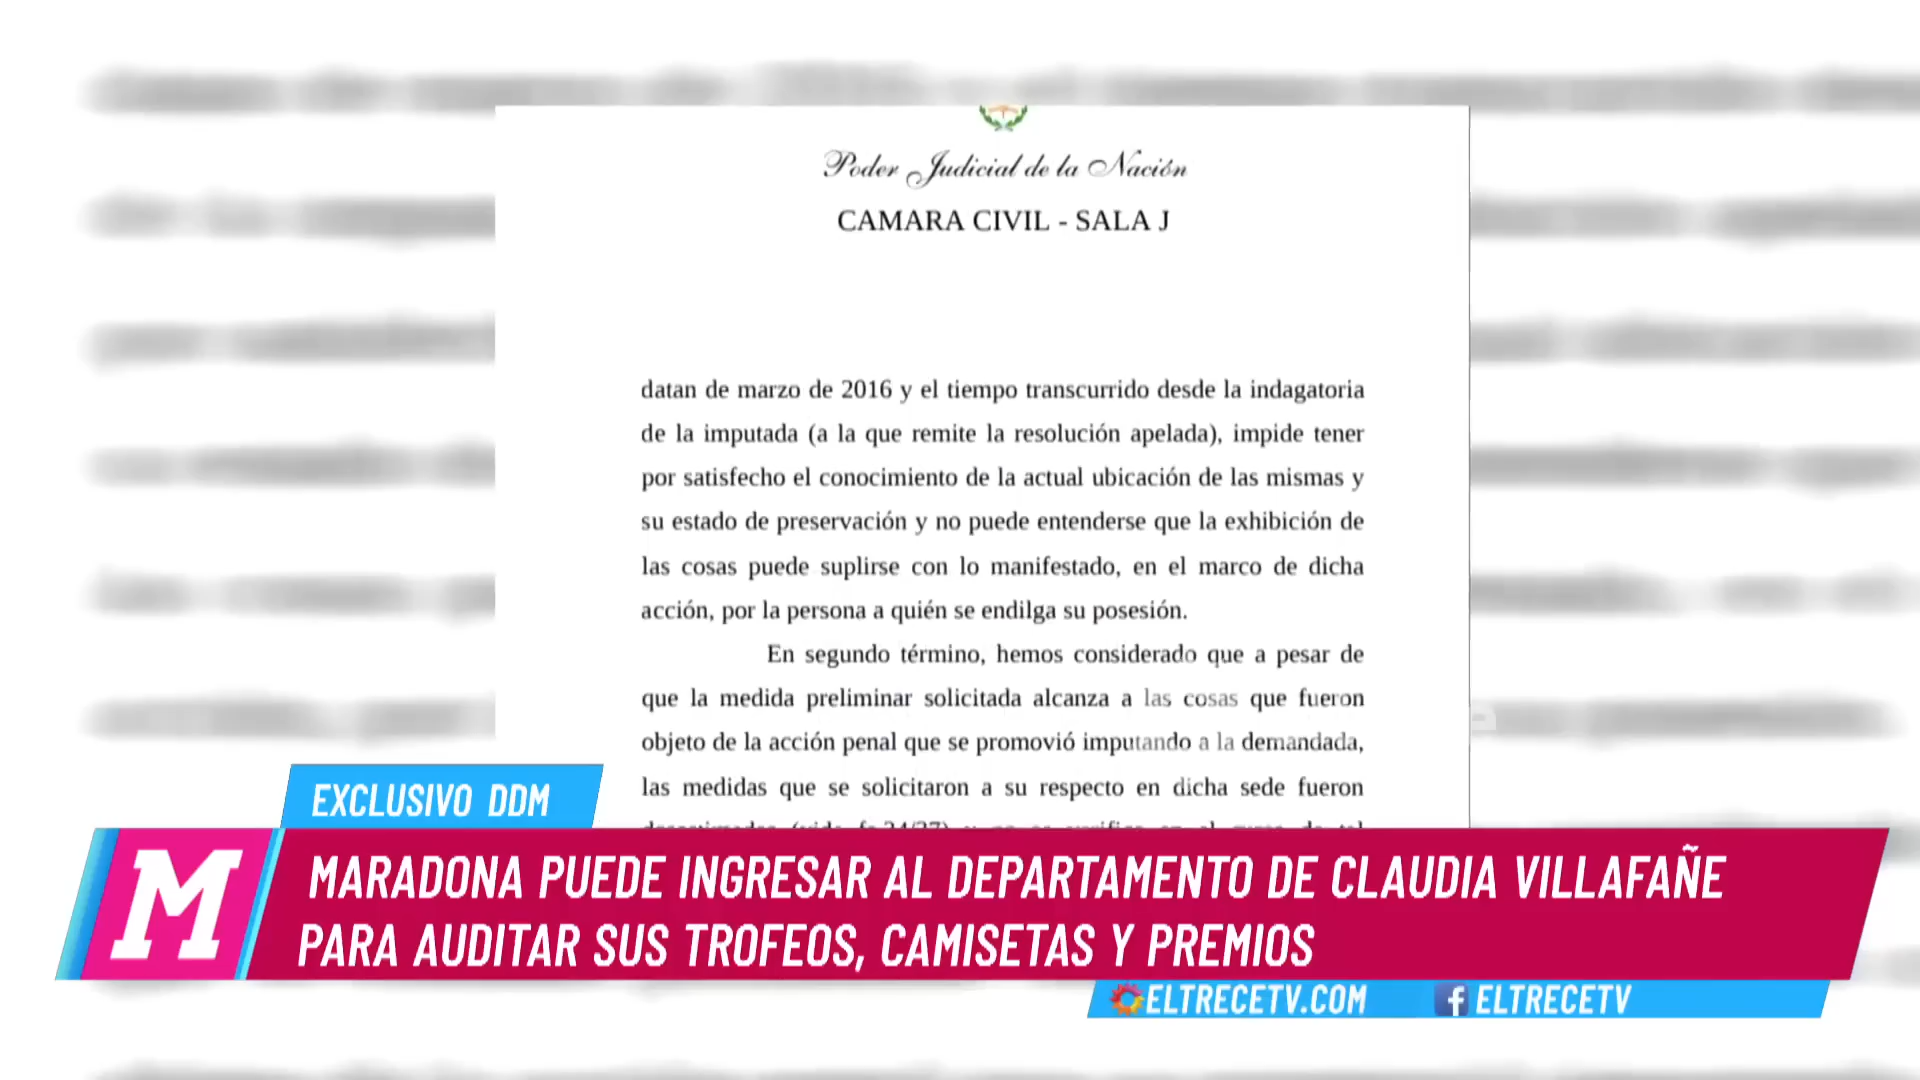 Poder Judicial de la Nación
CAMARA CIVIL - SALA J
datan de marzo de 2016 y el tiempo transcurrido desde la indagatoria
de la imputada (a la que remite la resolución apelada), impide tener
por satisfecho el conocimiento de la actual ubicación de las mismas y
su estado de preservación y no puede entenderse que la exhibición de
las cosas puede suplirse con lo manifestado, en el marco de dicha
acción, por la persona a quién se endilga su posesión.
En segundo término, hemos considerado que a pesar de
que la medida preliminar solicitada alcanza a las cosas que fueron
objeto de la acción penal que se promovió imputando a la demandada,
las medidas que se solicitaron a su respecto en dicha sede fueron
EXCLUSIVO DDM
M
MARADONA PUEDE INGRESAR AL DEPARTAMENTO DE CLAUDIA VILLAFAÑE
PARA AUDITAR SUS TROFEOS, CAMISETAS Y PREMIOS
ELTRECETV.COM
f ELTRECETV